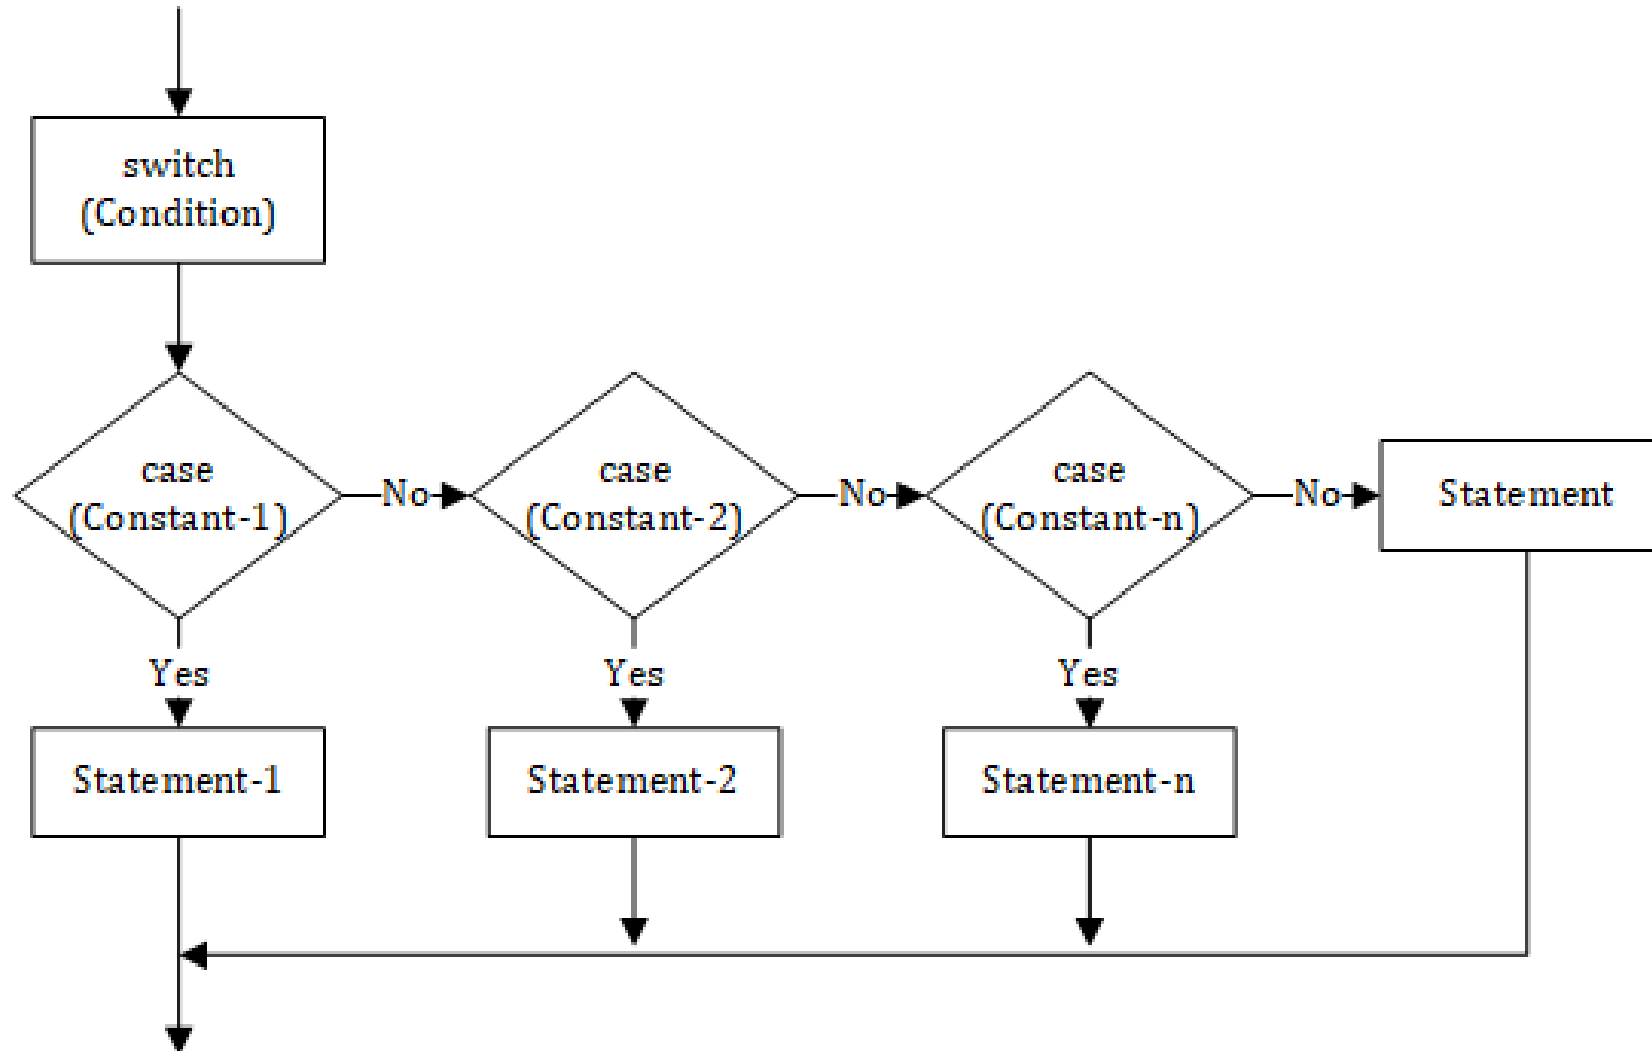 switch
(Condition)
case
(Constant-1)
No
case
(Constant-2)
No
case
(Constant-n)
No
Statement
Yes
Yes
Yes
Statement-1
Statement-2
Statement-n